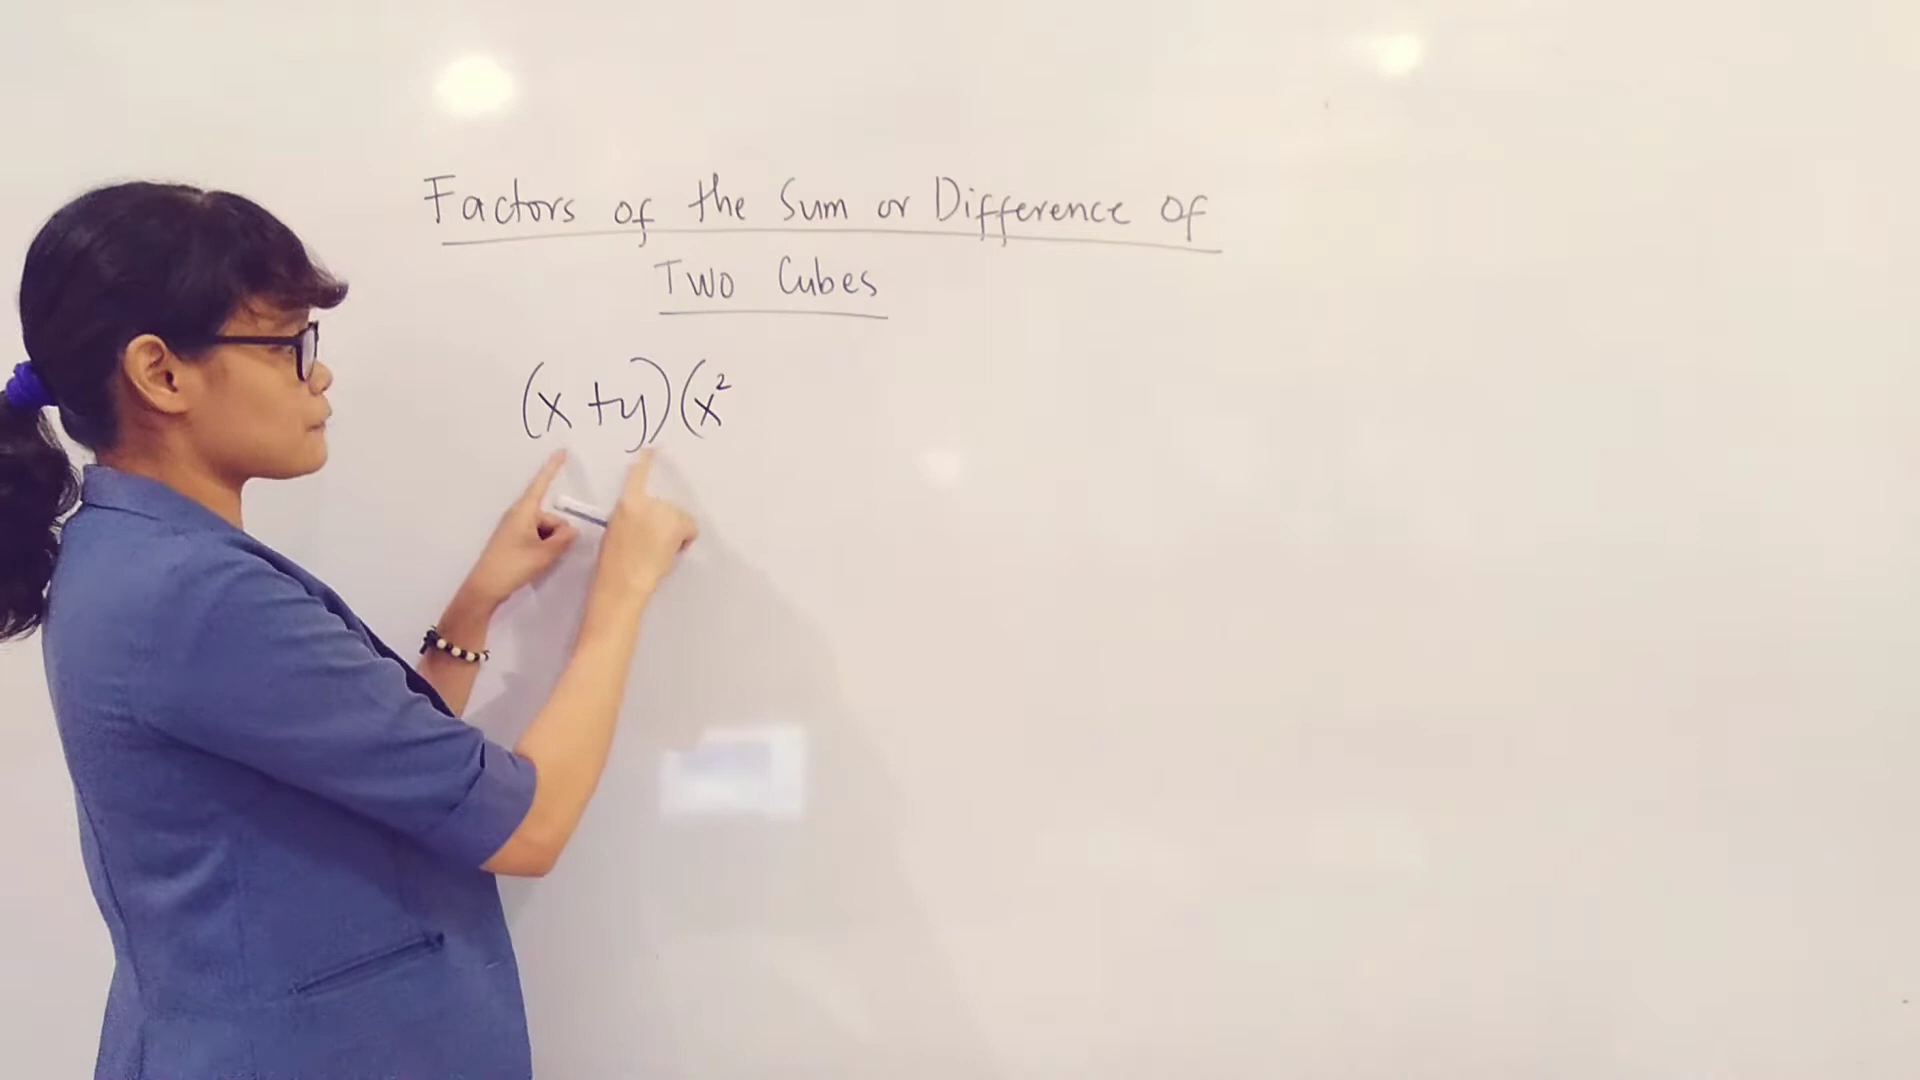 Factors of the Sum or Difference of
Two Cubes
(x + y)(x²